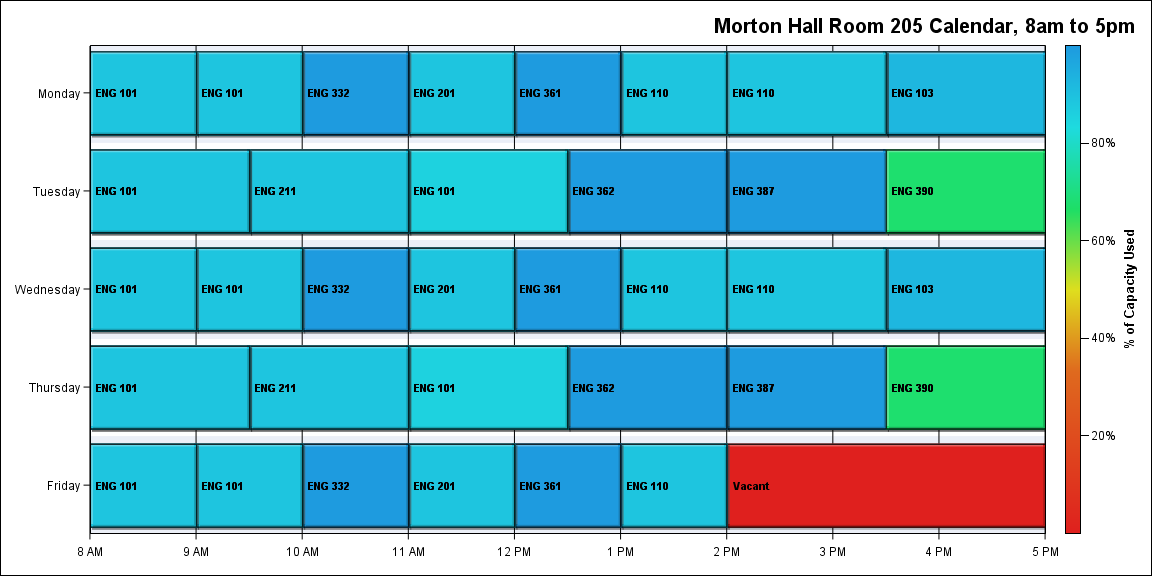 Morton Hall Room 205 Calendar, 8am to 5pm
Monday
ENG 101
ENG 101
ENG 332
ENG 201
ENG 361
ENG 110
ENG 110
ENG 103
Tuesday
ENG 101
ENG 211
ENG 101
ENG 362
ENG 387
ENG 390
Wednesday
ENG 101
ENG 101
ENG 332
ENG 201
ENG 361
ENG 110
ENG 110
ENG 103
Thursday
ENG 101
ENG 211
ENG 101
ENG 362
ENG 387
ENG 390
Friday
ENG 101
ENG 101
ENG 332
ENG 201
ENG 361
ENG 110
Vacant
8 AM
9 AM
10 AM
11 AM
12 PM
1 PM
2 PM
3 PM
4 PM
5 PM
80%
60%
40%
20%
% of Capacity Used